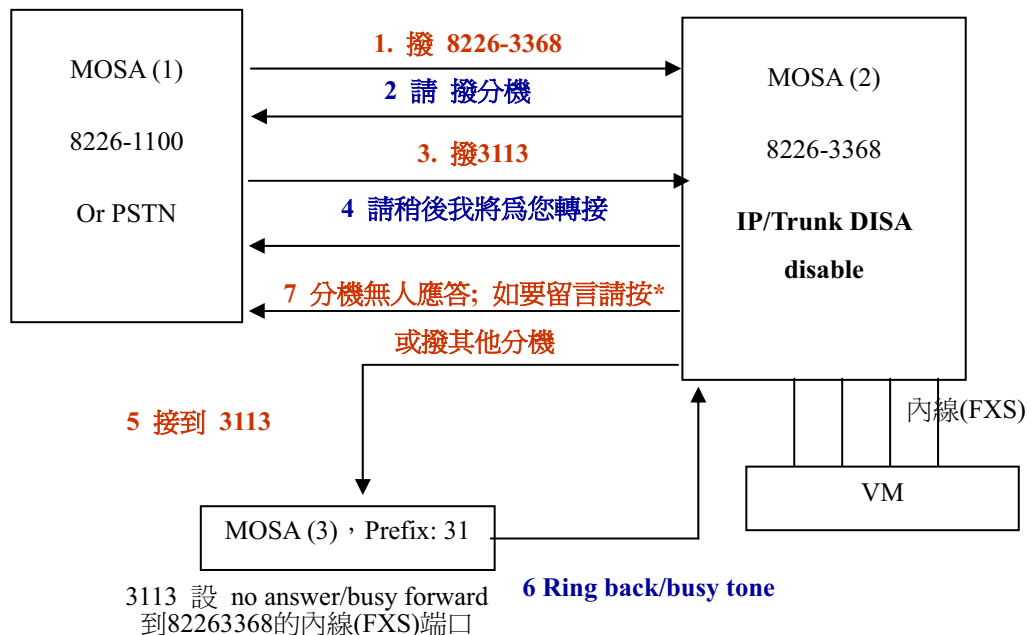 MOSA (1)
8226-1100
Or PSTN
1. 撥 8226-3368
2 請 撥分機
3. 撥3113
4 請稍後我將為您轉接
7 分機無人應答; 如要留言請按*
或撥其他分機
MOSA (2)
8226-3368
IP/Trunk DISA
disable
內線(FXS)
VM
5 接到 3113
MOSA (3)，Prefix: 31
6 Ring back/busy tone
3113 設 no answer/busy forward
到82263368的內線(FXS)端口